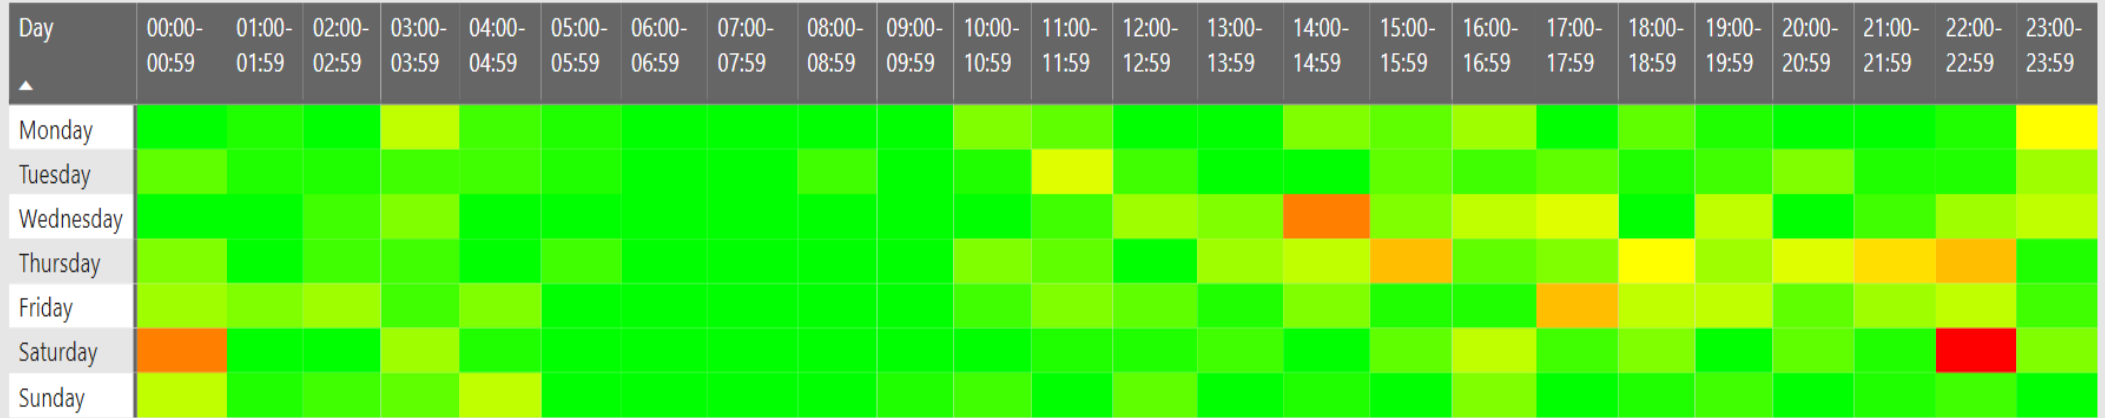 Day 00:00- 01:00- 02:00- 03:00- 04:00- 05:00- 06:00- 07:00- 08:00- 09:00- 10:00- 11:00- 12:00- 13:00- 14:00- 15:00- 16:00- 17:00- 18:00- 19:00- 20:00- 21:00- 22:00- 23:00-
00:59 01:59 02:59 03:59 04:59 05:59 06:59 07:59 08:59 09:59 10:59 11:59 12:59 13:59 14:59 15:59 16:59 17:59 18:59 19:59 20:59 21:59 22:59 23:59
Monday
Tuesday
Wednesday
Thursday
Friday
Saturday
Sunday